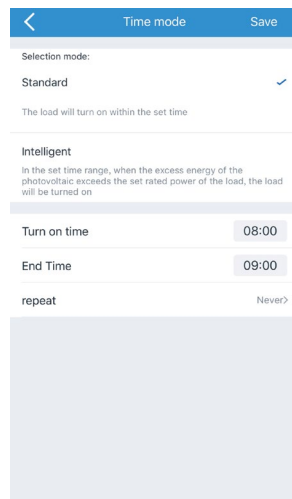 Time mode Save
Selection mode:
Standard
The load will turn on within the set time
Intelligent
In the set time range, when the excess energy of the
photovoltaic exceeds the set rated power of the load, the load
will be turned on
Turn on time 08:00
End Time 09:00
repeat Never>